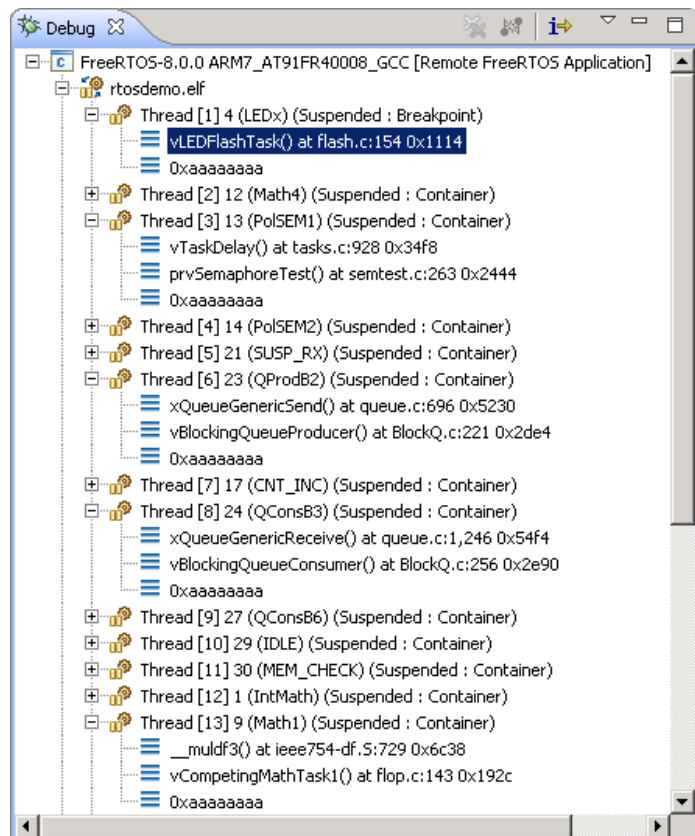 Debug
FreeRTOS-8.0.0 ARM7_AT91FR40008_GCC [Remote FreeRTOS Application]
rtosdemo.elf
Thread [1] 4 (LEDx) (Suspended : Breakpoint)
vLEDFlashTask() at flash.c:154 0x1114
0xaaaaaaaa
Thread [2] 12 (Math4) (Suspended : Container)
Thread [3] 13 (PolSEM1) (Suspended : Container)
vTaskDelay() at tasks.c:928 0x34f8
prvSemaphoreTest() at semtest.c:263 0x2444
0xaaaaaaaa
Thread [4] 14 (PolSEM2) (Suspended : Container)
Thread [5] 21 (SUSP_RX) (Suspended : Container)
Thread [6] 23 (QProdB2) (Suspended : Container)
xQueueGenericSend() at queue.c:696 0x5230
vBlockingQueueProducer() at BlockQ.c:221 0x2de4
0xaaaaaaaa
Thread [7] 17 (CNT_INC) (Suspended : Container)
Thread [8] 24 (QConsB3) (Suspended : Container)
xQueueGenericReceive() at queue.c:1,246 0x54f4
vBlockingQueueConsumer() at BlockQ.c:256 0x2e90
0xaaaaaaaa
Thread [9] 27 (QConsB6) (Suspended : Container)
Thread [10] 29 (IDLE) (Suspended : Container)
Thread [11] 30 (MEM_CHECK) (Suspended : Container)
Thread [12] 1 (IntMath) (Suspended : Container)
Thread [13] 9 (Math1) (Suspended : Container)
__muldf3() at ieee754-df.S:729 0x6c38
vCompetingMathTask1() at flop.c:143 0x192c
0xaaaaaaaa